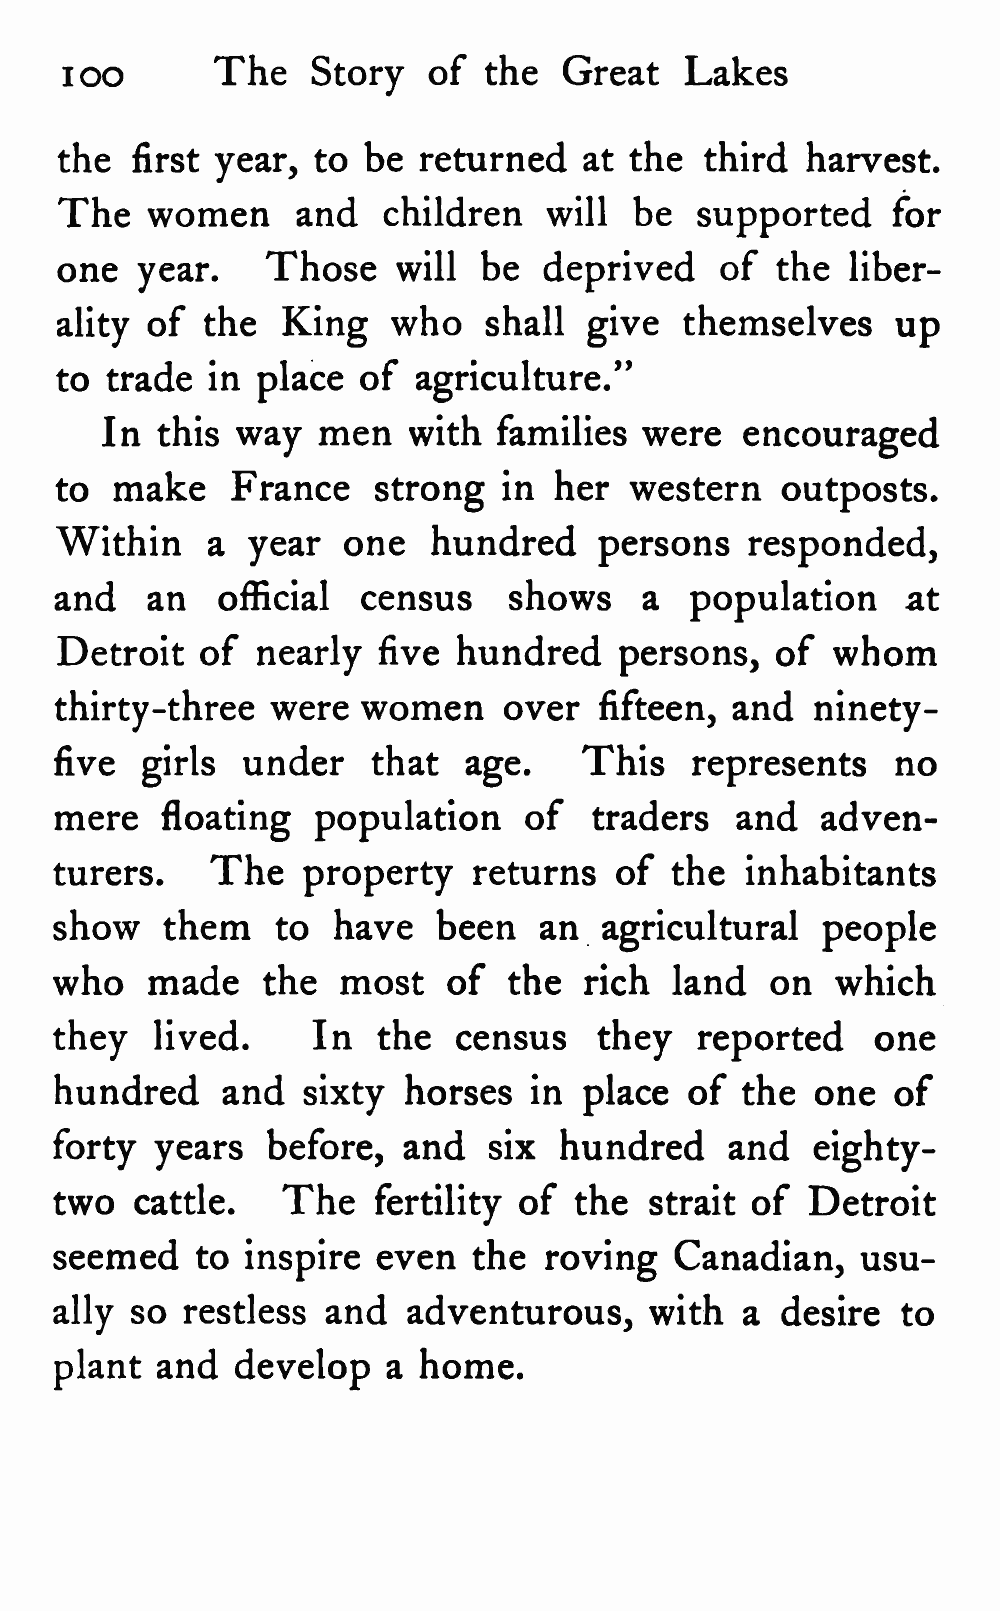 100 The Story of the Great Lakes
the first year, to be returned at the third harvest.
The women and children will be supported for
one year. Those will be deprived of the liber-
ality of the King who shall give themselves up
to trade in place of agriculture.”
In this way men with families were encouraged
to make France strong in her western outposts.
Within a year one hundred persons responded,
and an official census shows a population at
Detroit of nearly five hundred persons, of whom
thirty-three were women over fifteen, and ninety-
five girls under that age. This represents no
mere floating population of traders and adven-
turers. The property returns of the inhabitants
show them to have been an agricultural people
who made the most of the rich land on which
they lived. In the census they reported one
hundred and sixty horses in place of the one of
forty years before, and six hundred and eighty-
two cattle. The fertility of the strait of Detroit
seemed to inspire even the roving Canadian, usu-
ally so restless and adventurous, with a desire to
plant and develop a home.